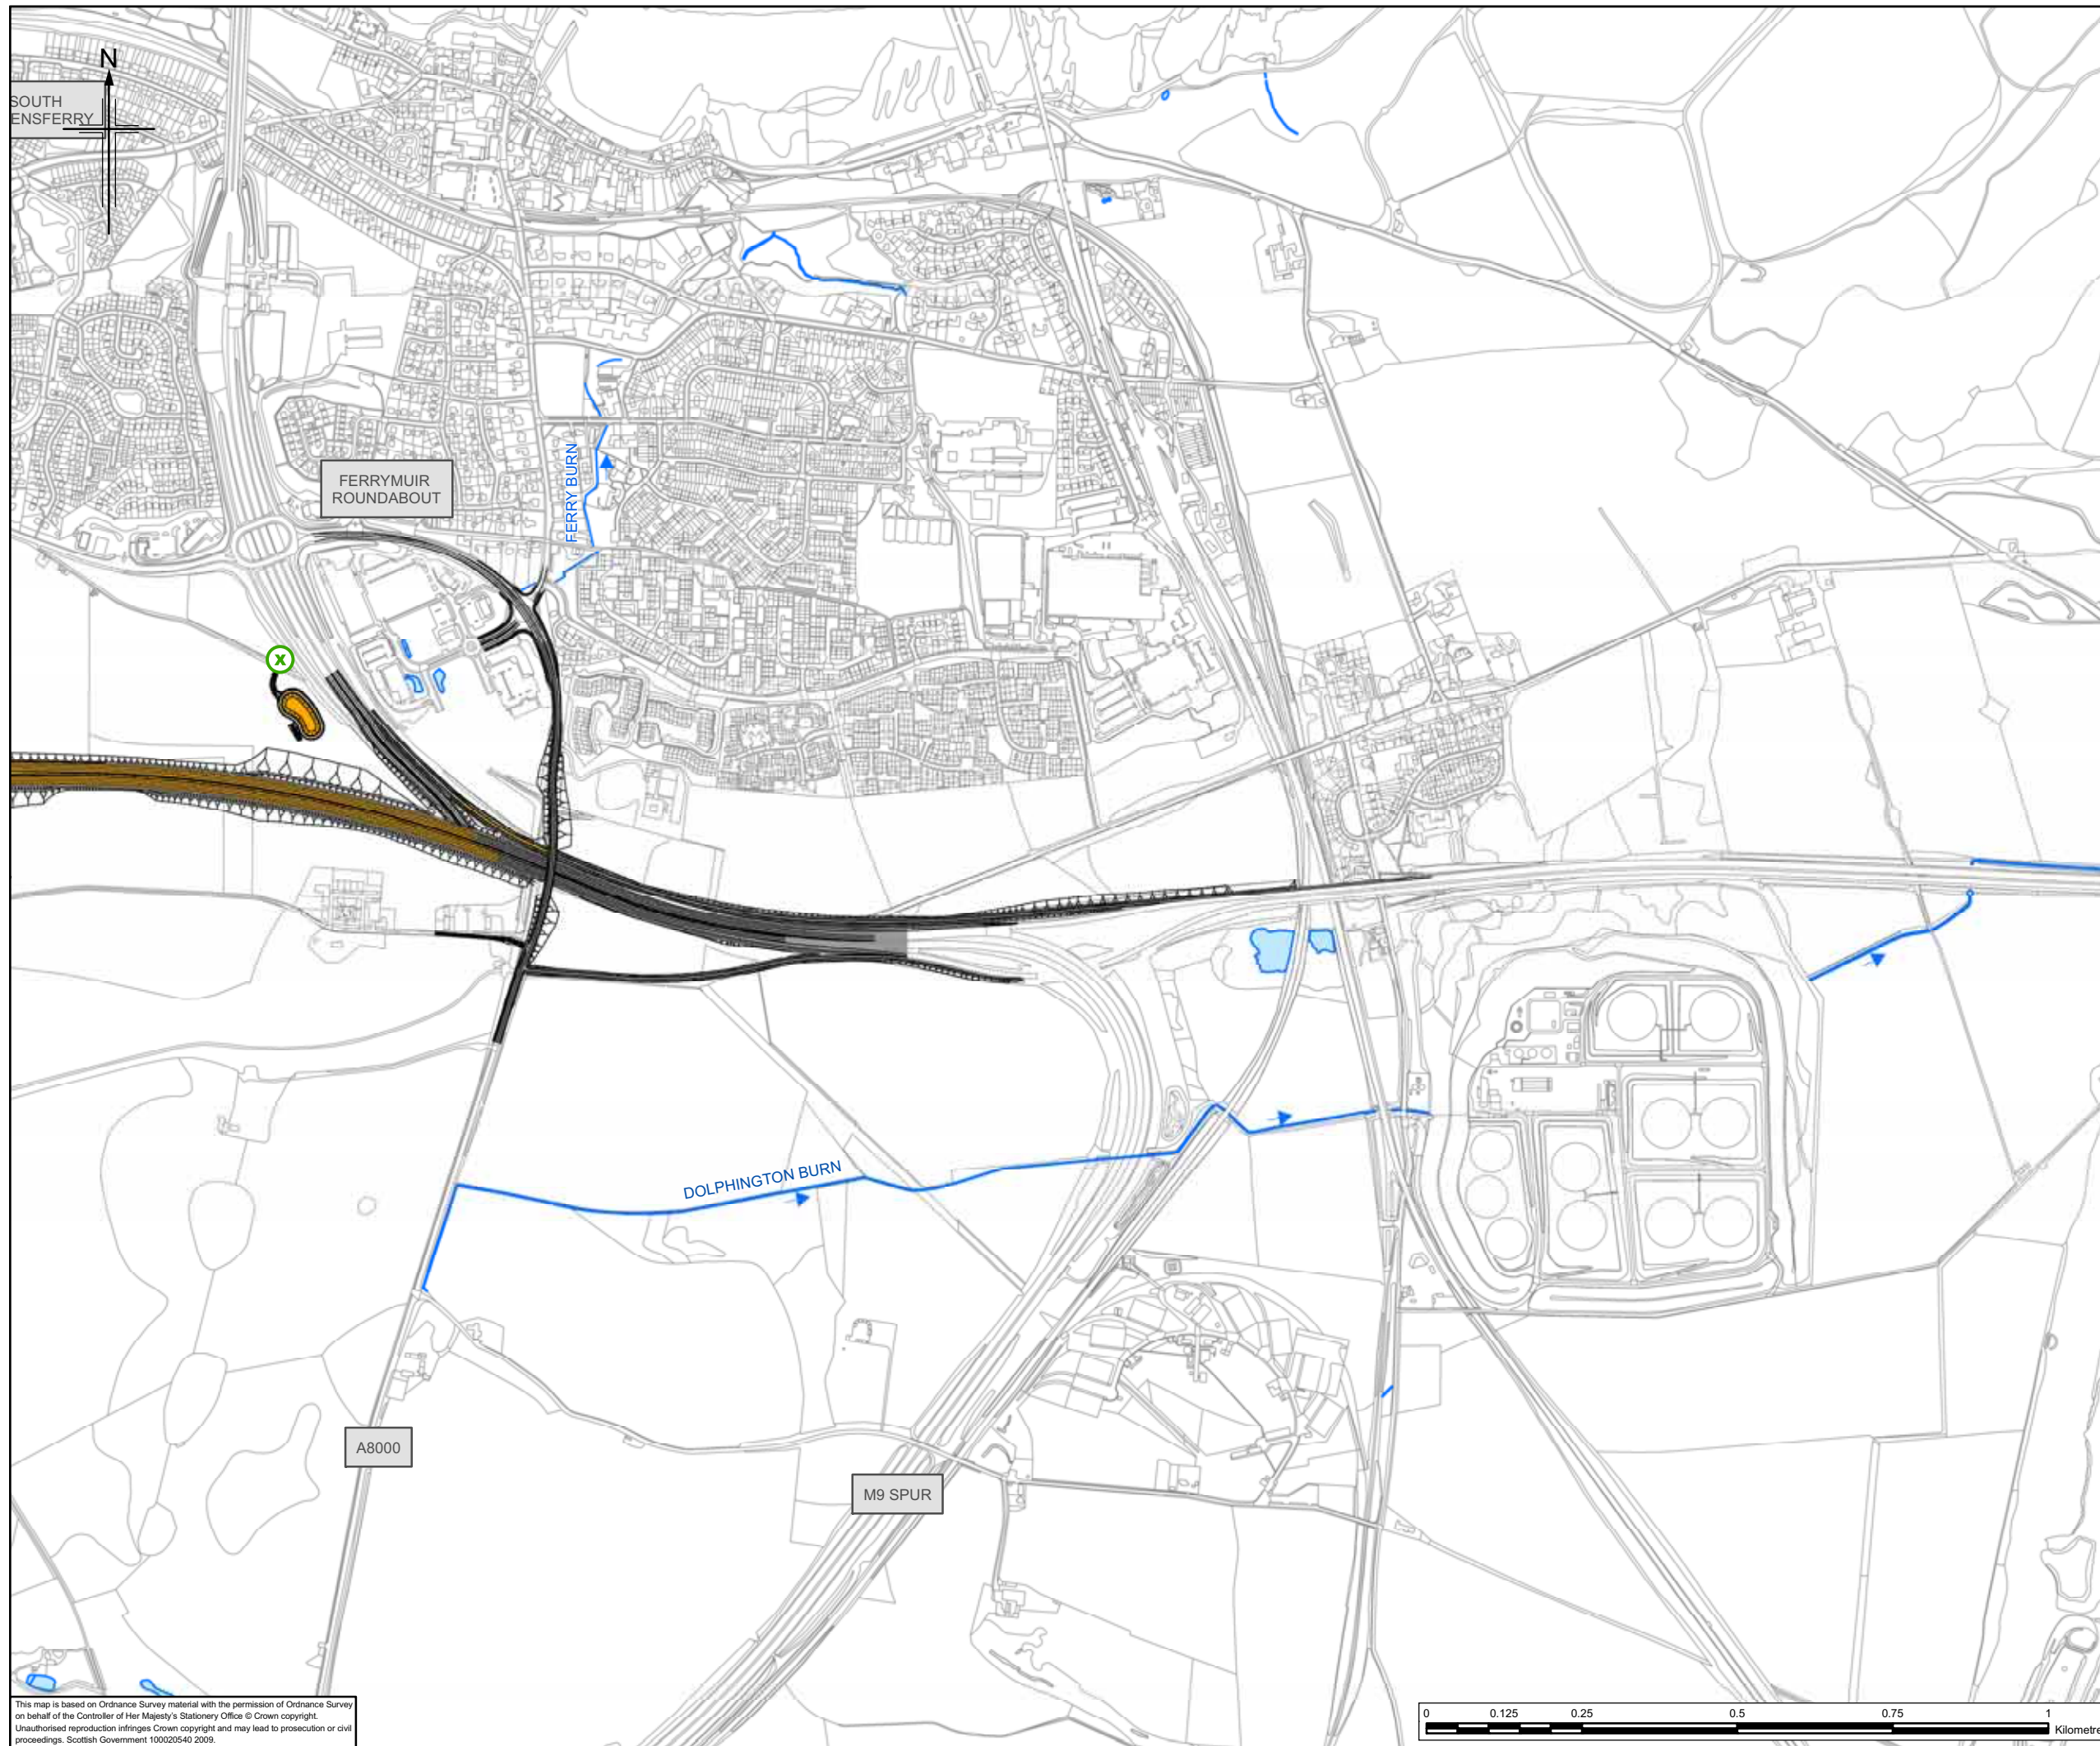 N
SOUTH
ENSFERRY
FERRYMUIR
ROUNDABOUT
FERRY BURN
X
DOLPHINGTON BURN
A8000
M9 SPUR
This map is based on Ordnance Survey material with the permission of Ordnance Survey
on behalf of the Controller of Her Majesty's Stationery Office © Crown copyright.
Unauthorised reproduction infringes Crown copyright and may lead to prosecution or civil
proceedings. Scottish Government 100020540 2009.
0 0.125 0.25 0.5 0.75 1
Kilometre